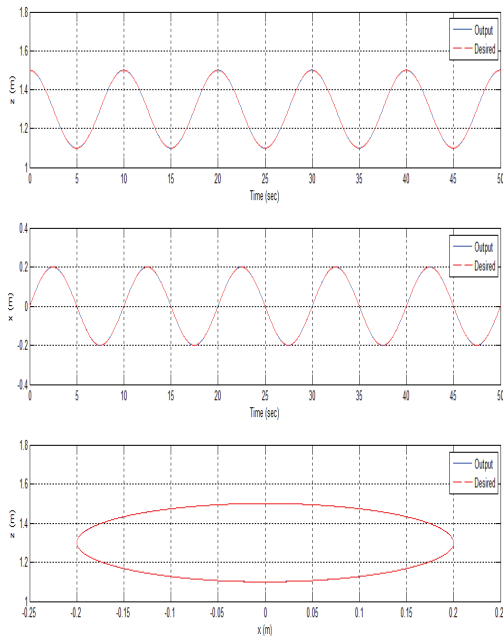 1.8
1.6
1.4
1.2
1
z (m)
Output
Desired
0 5 10 15 20 25 30 35 40 45 50
Time (sec)
0.4
0.2
0
-0.2
-0.4
x (m)
Output
Desired
0 5 10 15 20 25 30 35 40 45 50
Time (sec)
1.8
1.6
1.4
1.2
1
z (m)
Output
Desired
-0.25 -0.2 -0.15 -0.1 -0.05 0 0.05 0.1 0.15 0.2 0.2
x (m)